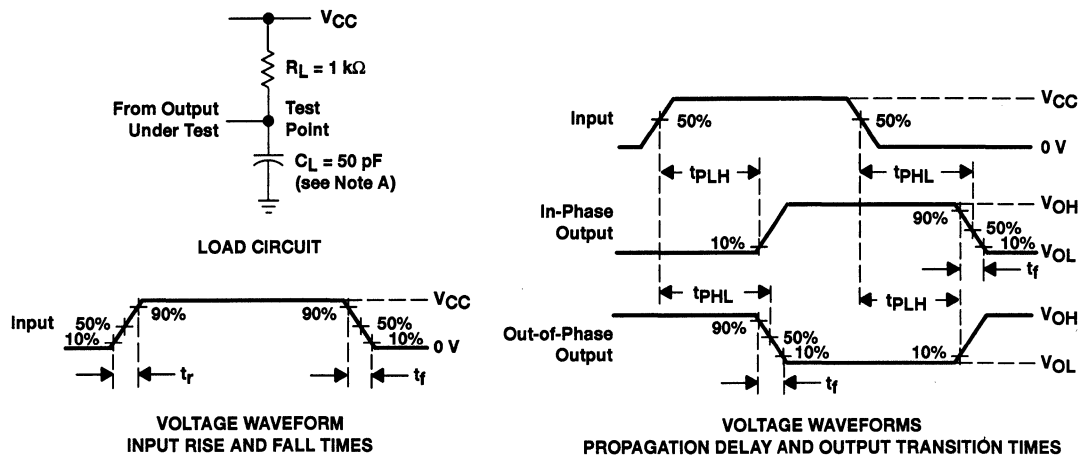 VCC
RL = 1 kΩ
From Output
Under Test
Test
Point
CL = 50 pF
(see Note A)
LOAD CIRCUIT
VCC
Input
50%
10%
90%
90%
50%
10%
0 V
tr
tf
VOLTAGE WAVEFORM
INPUT RISE AND FALL TIMES
VCC
Input
50%
50%
0 V
tPLH
tPHL
VOH
In-Phase
Output
90%
50%
10%
10%
VOL
tf
tPHL
tPLH
VOH
Out-of-Phase
Output
90%
50%
10%
10%
VOL
tf
VOLTAGE WAVEFORMS
PROPAGATION DELAY AND OUTPUT TRANSITION TIMES